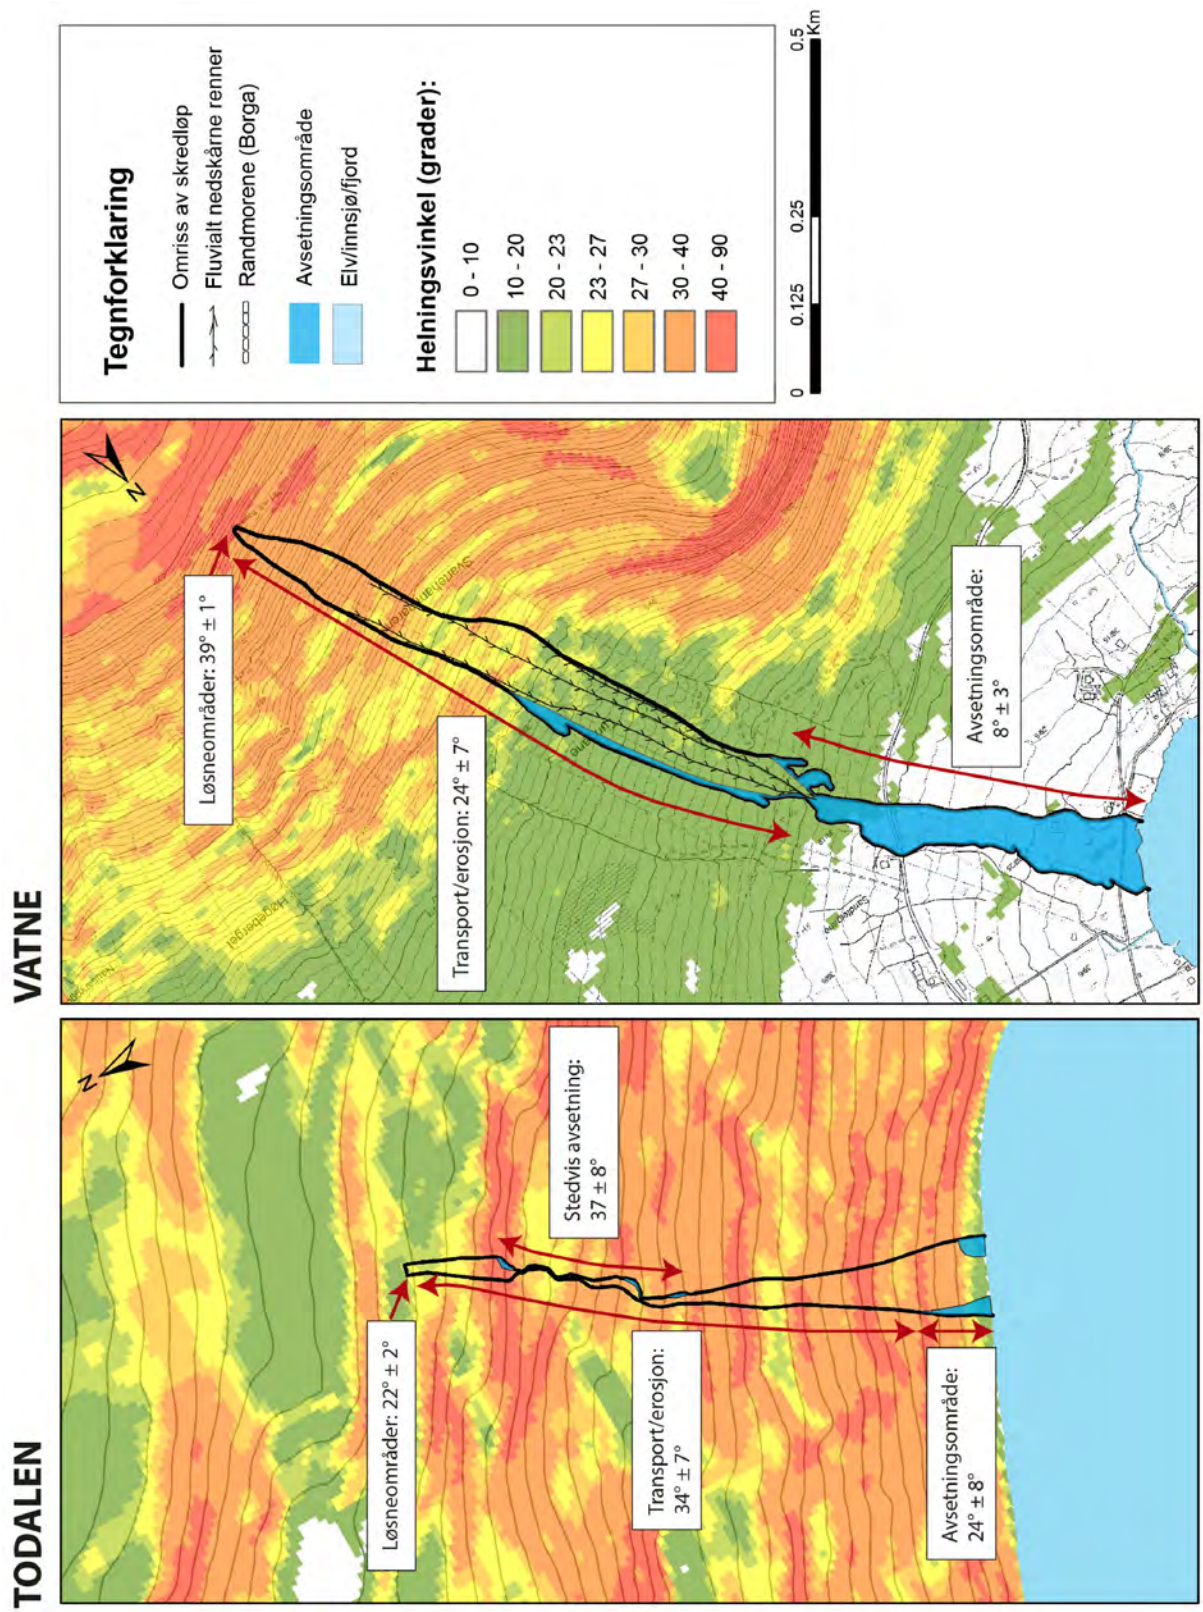 TODALEN
VATNE
N
Løsneområder: 22° ± 2°
Stedvis avsetning:
37 ± 8°
Transport/erosjon:
34° ± 7°
Avsetningsområde:
24° ± 8°
N
Løsneområder: 39° ± 1°
Transport/erosjon: 24° ± 7°
Avsetningsområde:
8° ± 3°
Høgeberget
Tegnforklaring
Omriss av skredløp
Fluvialt nedskårne renner
Randmorene (Borga)
Avsetningsområde
Elv/innsjø/fjord
Helningsvinkel (grader):
0 - 10
10 - 20
20 - 23
23 - 27
27 - 30
30 - 40
40 - 90
0 0.125 0.25 0.5
Km